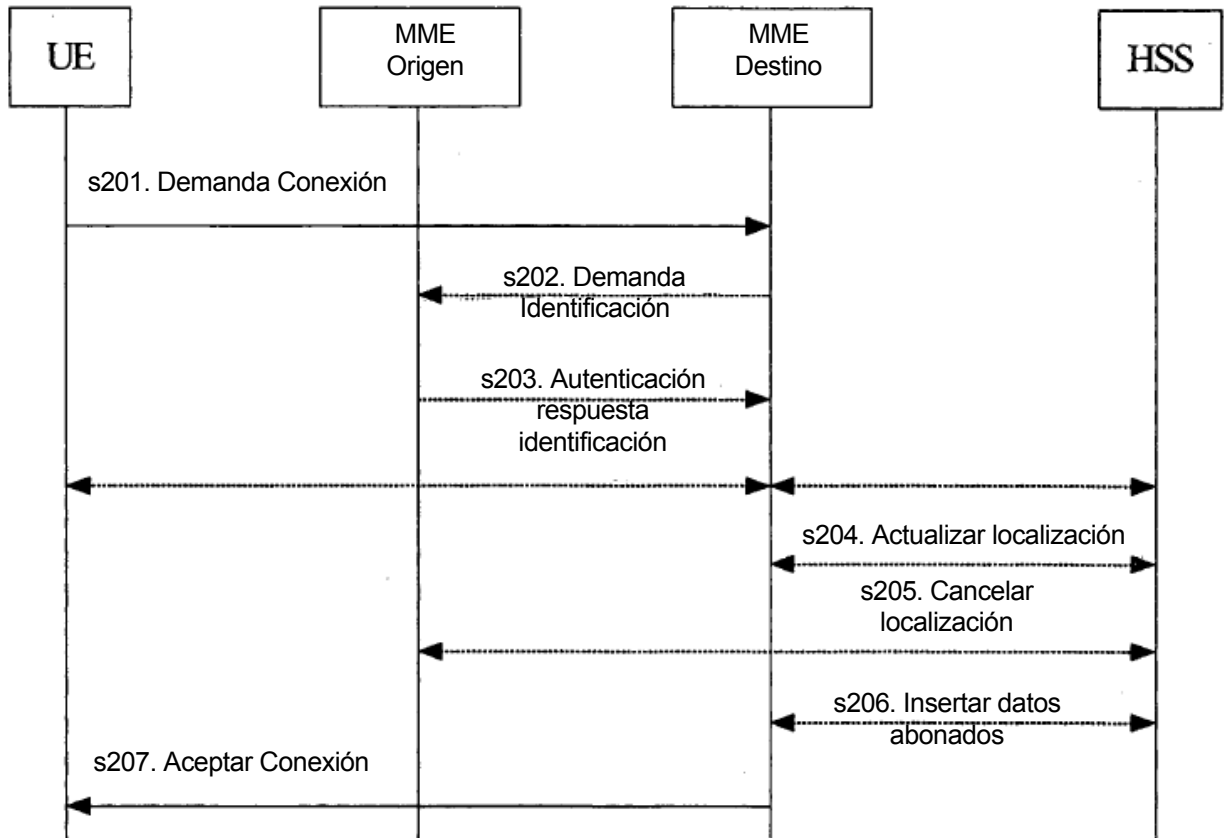 UE
MME
Origen
MME
Destino
HSS
s201. Demanda Conexión
s202. Demanda
Identificación
s203. Autenticación
respuesta
identificación
s204. Actualizar localización
s205. Cancelar
localización
s206. Insertar datos
abonados
s207. Aceptar Conexión